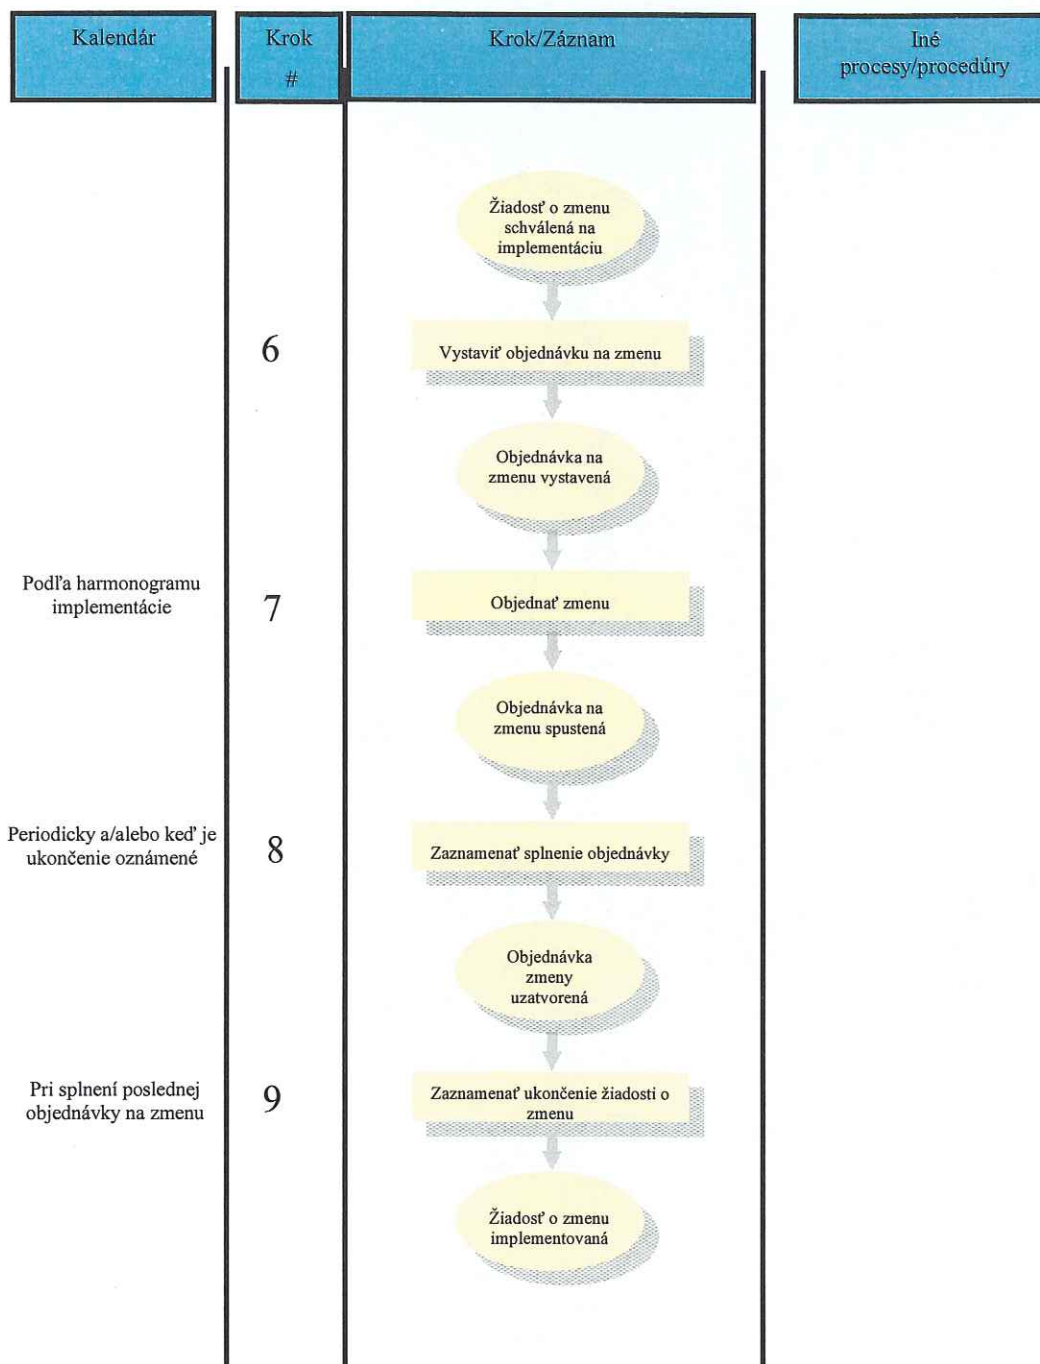 Kalendár
Krok
#
Krok/Záznam
Iné
procesy/procedúry
Žiadosť o zmenu
schválená na
implementáciu
6
Vystaviť objednávku na zmenu
Objednávka na
zmenu vystavená
Podľa harmonogramu
implementácie
7
Objednať zmenu
Objednávka na
zmenu spustená
Periodicky a/alebo keď je
ukončenie oznámené
8
Zaznamenať splnenie objednávky
Objednávka
zmeny
uzatvorená
Pri splnení poslednej
objednávky na zmenu
9
Zaznamenať ukončenie žiadosti o
zmenu
Žiadosť o zmenu
implementovaná